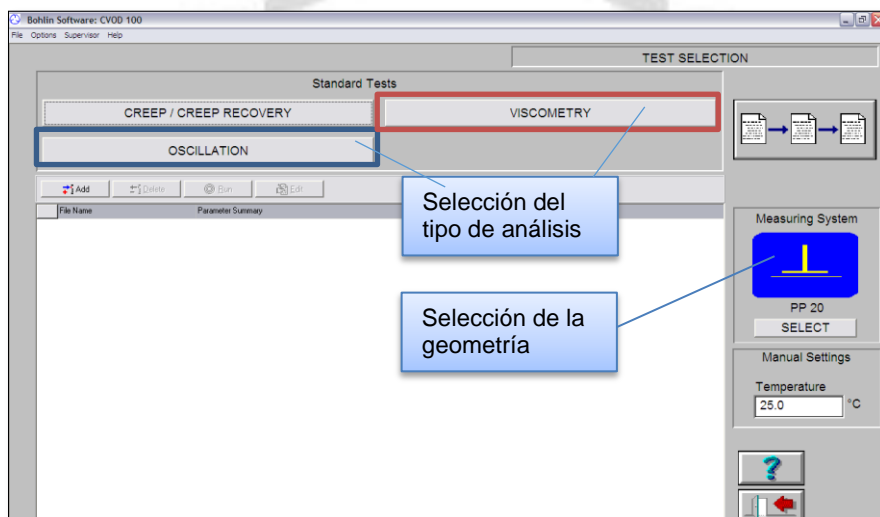 Bohlin Software: CVOD 100
File Options Supervisor Help
TEST SELECTION
Standard Tests
CREEP / CREEP RECOVERY
VISCOMETRY
OSCILLATION
Add Delete Run Edit
File Name Parameter Summary
Selección del
tipo de análisis
Measuring System
PP 20
SELECT
Selección de la
geometría
Manual Settings
Temperature
25.0 °C
?